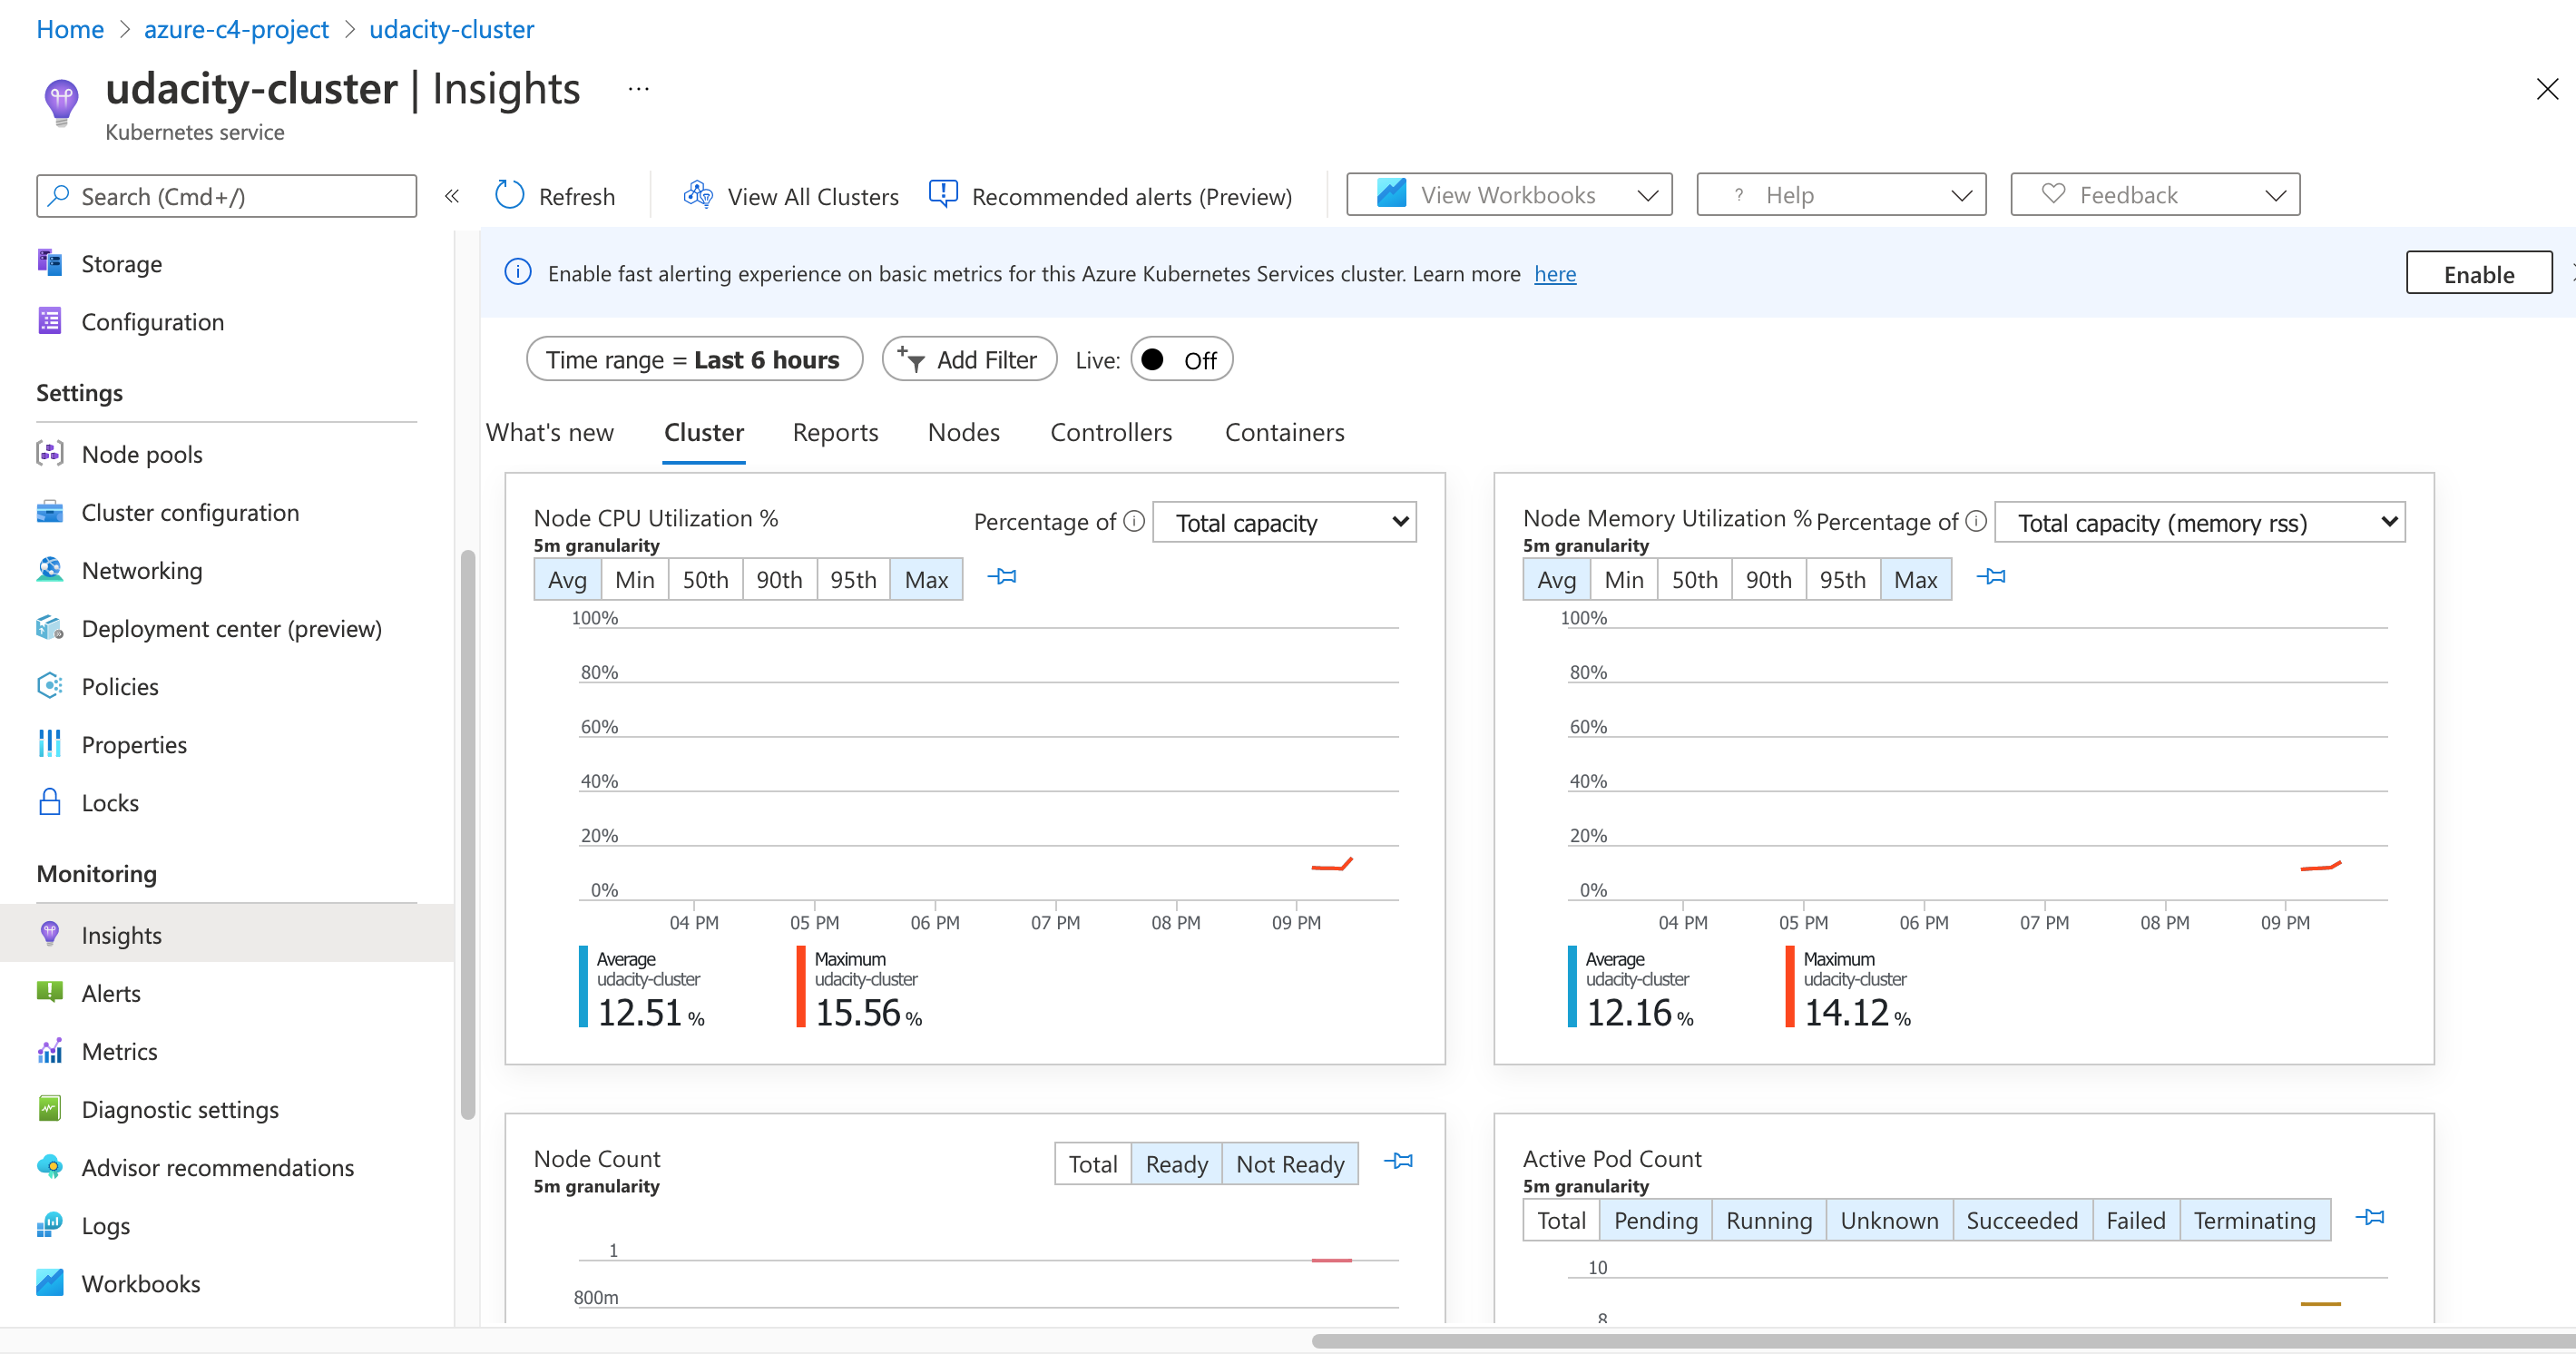 Home > azure-c4-project > udacity-cluster
udacity-cluster | Insights ...
Kubernetes service
Search (Cmd+/)
«
Refresh
View All Clusters
Recommended alerts (Preview)
View Workbooks
? Help
Feedback
Storage
Configuration
Settings
Node pools
Cluster configuration
Networking
Deployment center (preview)
Policies
Properties
Locks
Monitoring
Insights
Alerts
Metrics
Diagnostic settings
Advisor recommendations
Logs
Workbooks
Enable fast alerting experience on basic metrics for this Azure Kubernetes Services cluster. Learn more here
Enable
Time range = Last 6 hours
Add Filter
Live: Off
What's new
Cluster
Reports
Nodes
Controllers
Containers
Node CPU Utilization %
5m granularity
Percentage of
Total capacity
Avg Min 50th 90th 95th Max
100%
80%
60%
40%
20%
0%
04 PM 05 PM 06 PM 07 PM 08 PM 09 PM
Average
udacity-cluster
12.51 %
Maximum
udacity-cluster
15.56 %
Node Memory Utilization %
5m granularity
Percentage of
Total capacity (memory rss)
Avg Min 50th 90th 95th Max
100%
80%
60%
40%
20%
0%
04 PM 05 PM 06 PM 07 PM 08 PM 09 PM
Average
udacity-cluster
12.16 %
Maximum
udacity-cluster
14.12 %
Node Count
5m granularity
Total Ready Not Ready
1
800m
Active Pod Count
5m granularity
Total Pending Running Unknown Succeeded Failed Terminating
10
8